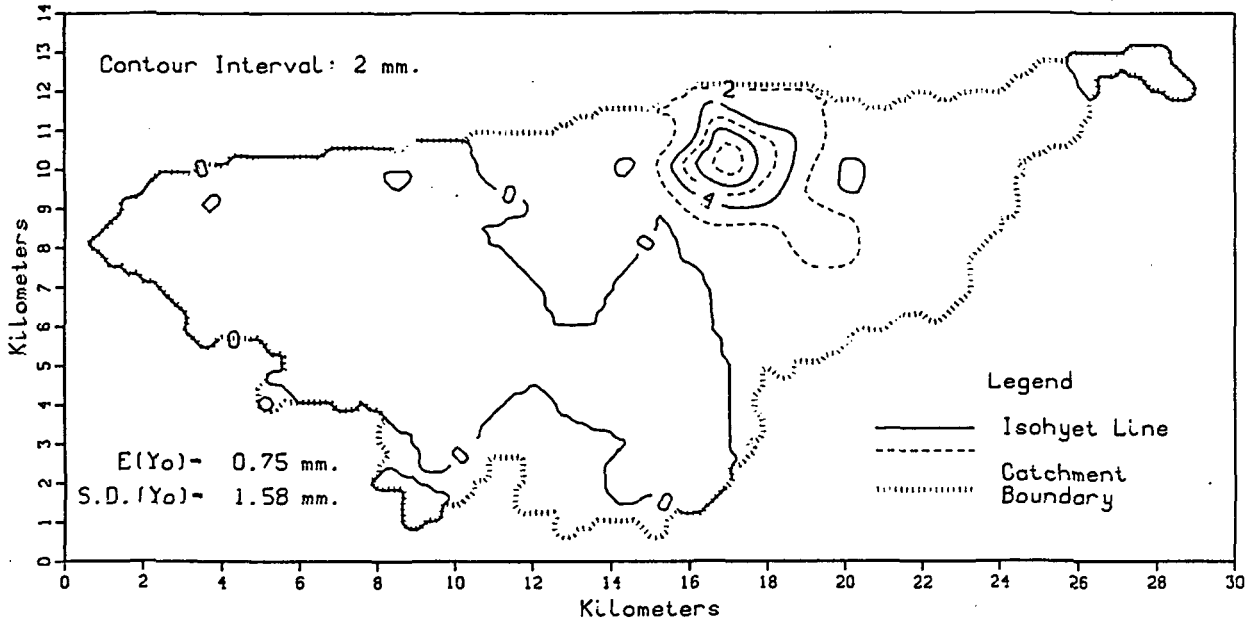 14
13
12
11
10
9
8
7
6
5
4
3
2
1
0
Kilometers
Contour Interval: 2 mm.
2
4
0
0
0
0
0
0
E(Yo)- 0.75 mm.
S.D.(Yo)- 1.58 mm.
Legend
Isohyet Line
Catchment
Boundary
0 2 4 6 8 10 12 14 16 18 20 22 24 26 28 30
Kilometers